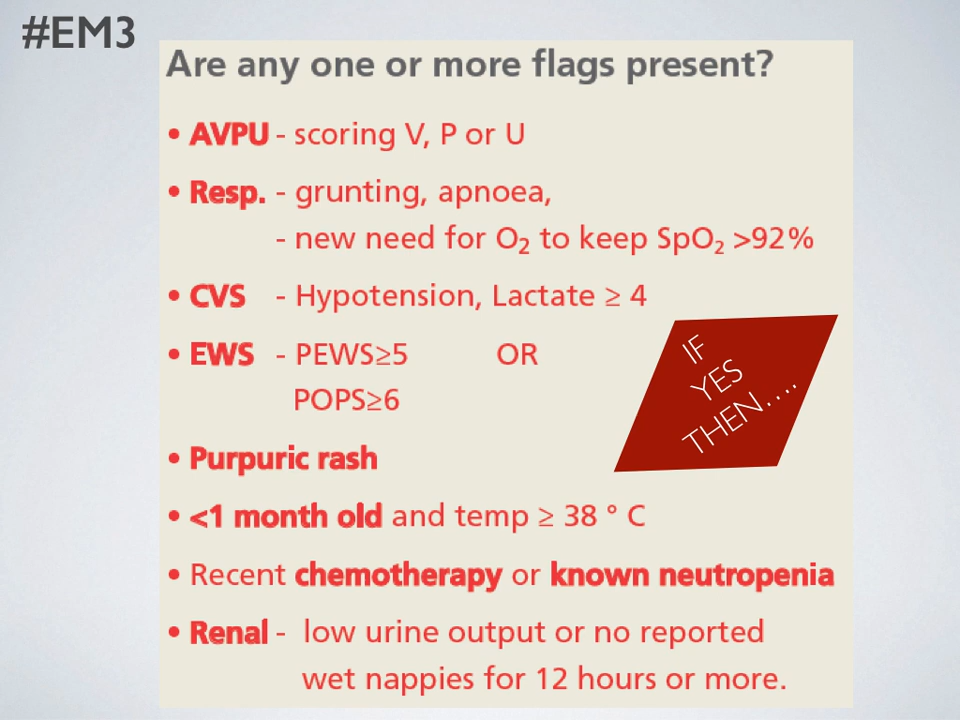 #EM3
Are any one or more flags present?
• AVPU - scoring V, P or U
• Resp. - grunting, apnoea,
- new need for O₂ to keep SpO₂ >92%
• CVS - Hypotension, Lactate ≥ 4
• EWS - PEWS≥5 OR
POPS≥6
IF
YES
THEN....
• Purpuric rash
• <1 month old and temp ≥ 38 ° C
• Recent chemotherapy or known neutropenia
• Renal - low urine output or no reported
wet nappies for 12 hours or more.